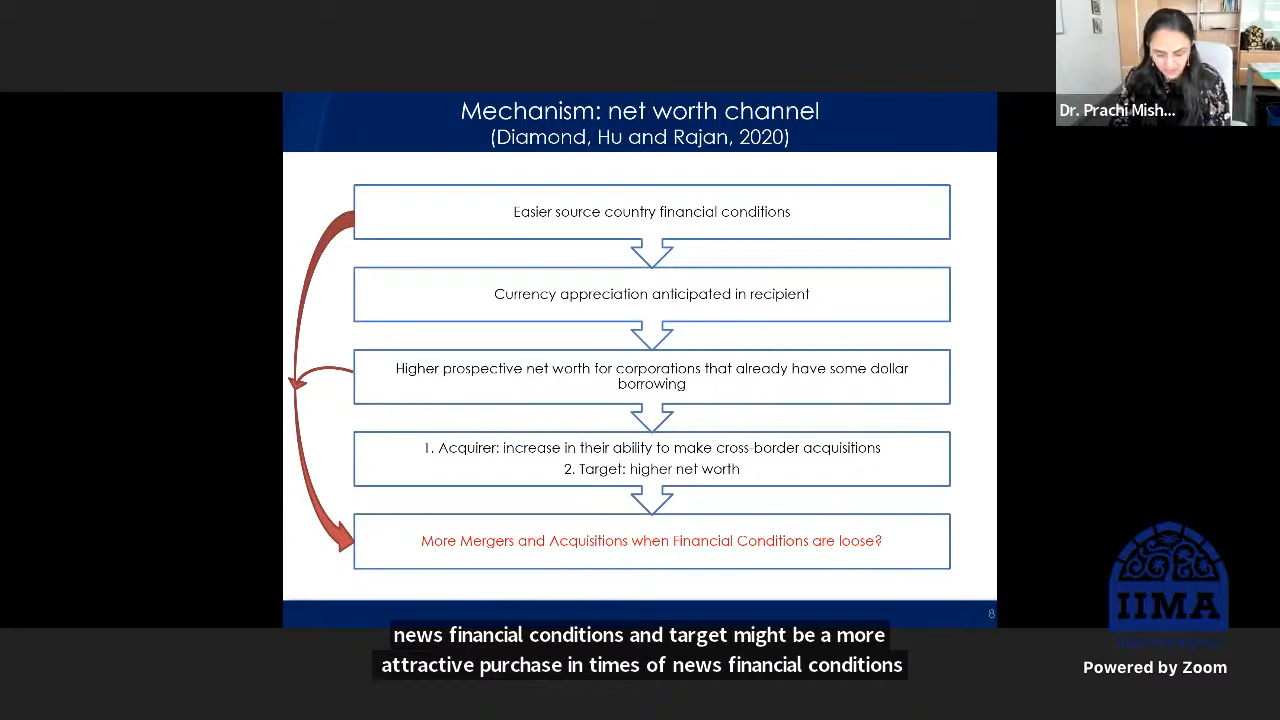 Dr. Prachi Mish...
Mechanism: net worth channel
(Diamond, Hu and Rajan, 2020)
Easier source country financial conditions
Currency appreciation anticipated in recipient
Higher prospective net worth for corporations that already have some dollar
borrowing
1. Acquirer: increase in their ability to make cross-border acquisitions
2. Target: higher net worth
More Mergers and Acquisitions when Financial Conditions are loose?
8
IIMA
news financial conditions and target might be a more
attractive purchase in times of news financial conditions
Powered by Zoom